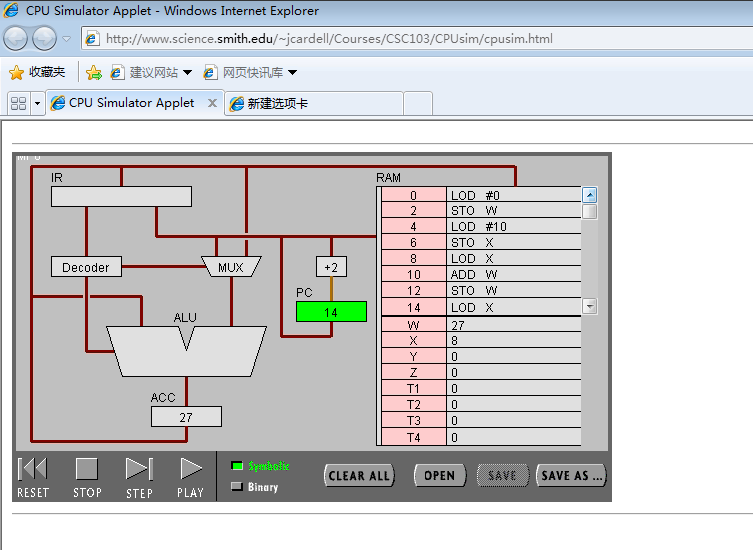 CPU Simulator Applet - Windows Internet Explorer
http://www.science.smith.edu/~jcardell/Courses/CSC103/CPUsim/cpusim.html
收藏夹 建议网站 网页快讯库
CPU Simulator Applet x 新建选项卡
IR
RAM
0 LOD #0
2 STO W
4 LOD #10
6 STO X
8 LOD X
10 ADD W
12 STO W
14 LOD X
W 27
X 8
Y 0
Z 0
T1 0
T2 0
T3 0
T4 0
Decoder
MUX
+2
PC
14
ALU
ACC
27
RESET STOP STEP PLAY
Symbolic
Binary
CLEAR ALL OPEN SAVE SAVE AS ...